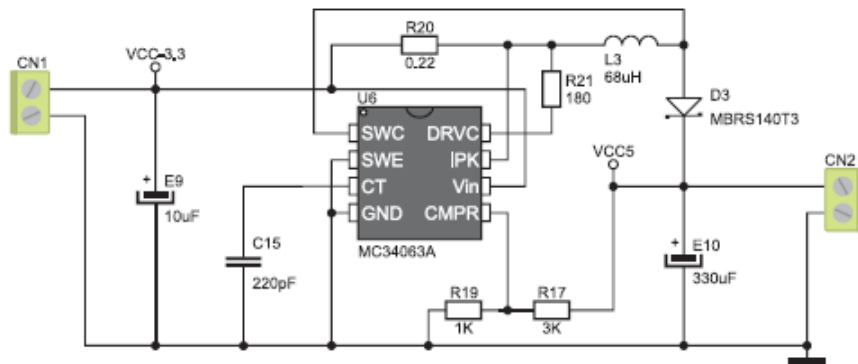 CN1
VCC-3.3
R20
0.22
L3
68uH
R21
180
D3
MBRS140T3
U6
SWC
DRVC
SWE
IPK
CT
Vin
GND
CMPR
MC34063A
VCC5
CN2
+
E9
10uF
C15
220pF
R19
1K
R17
3K
+
E10
330uF